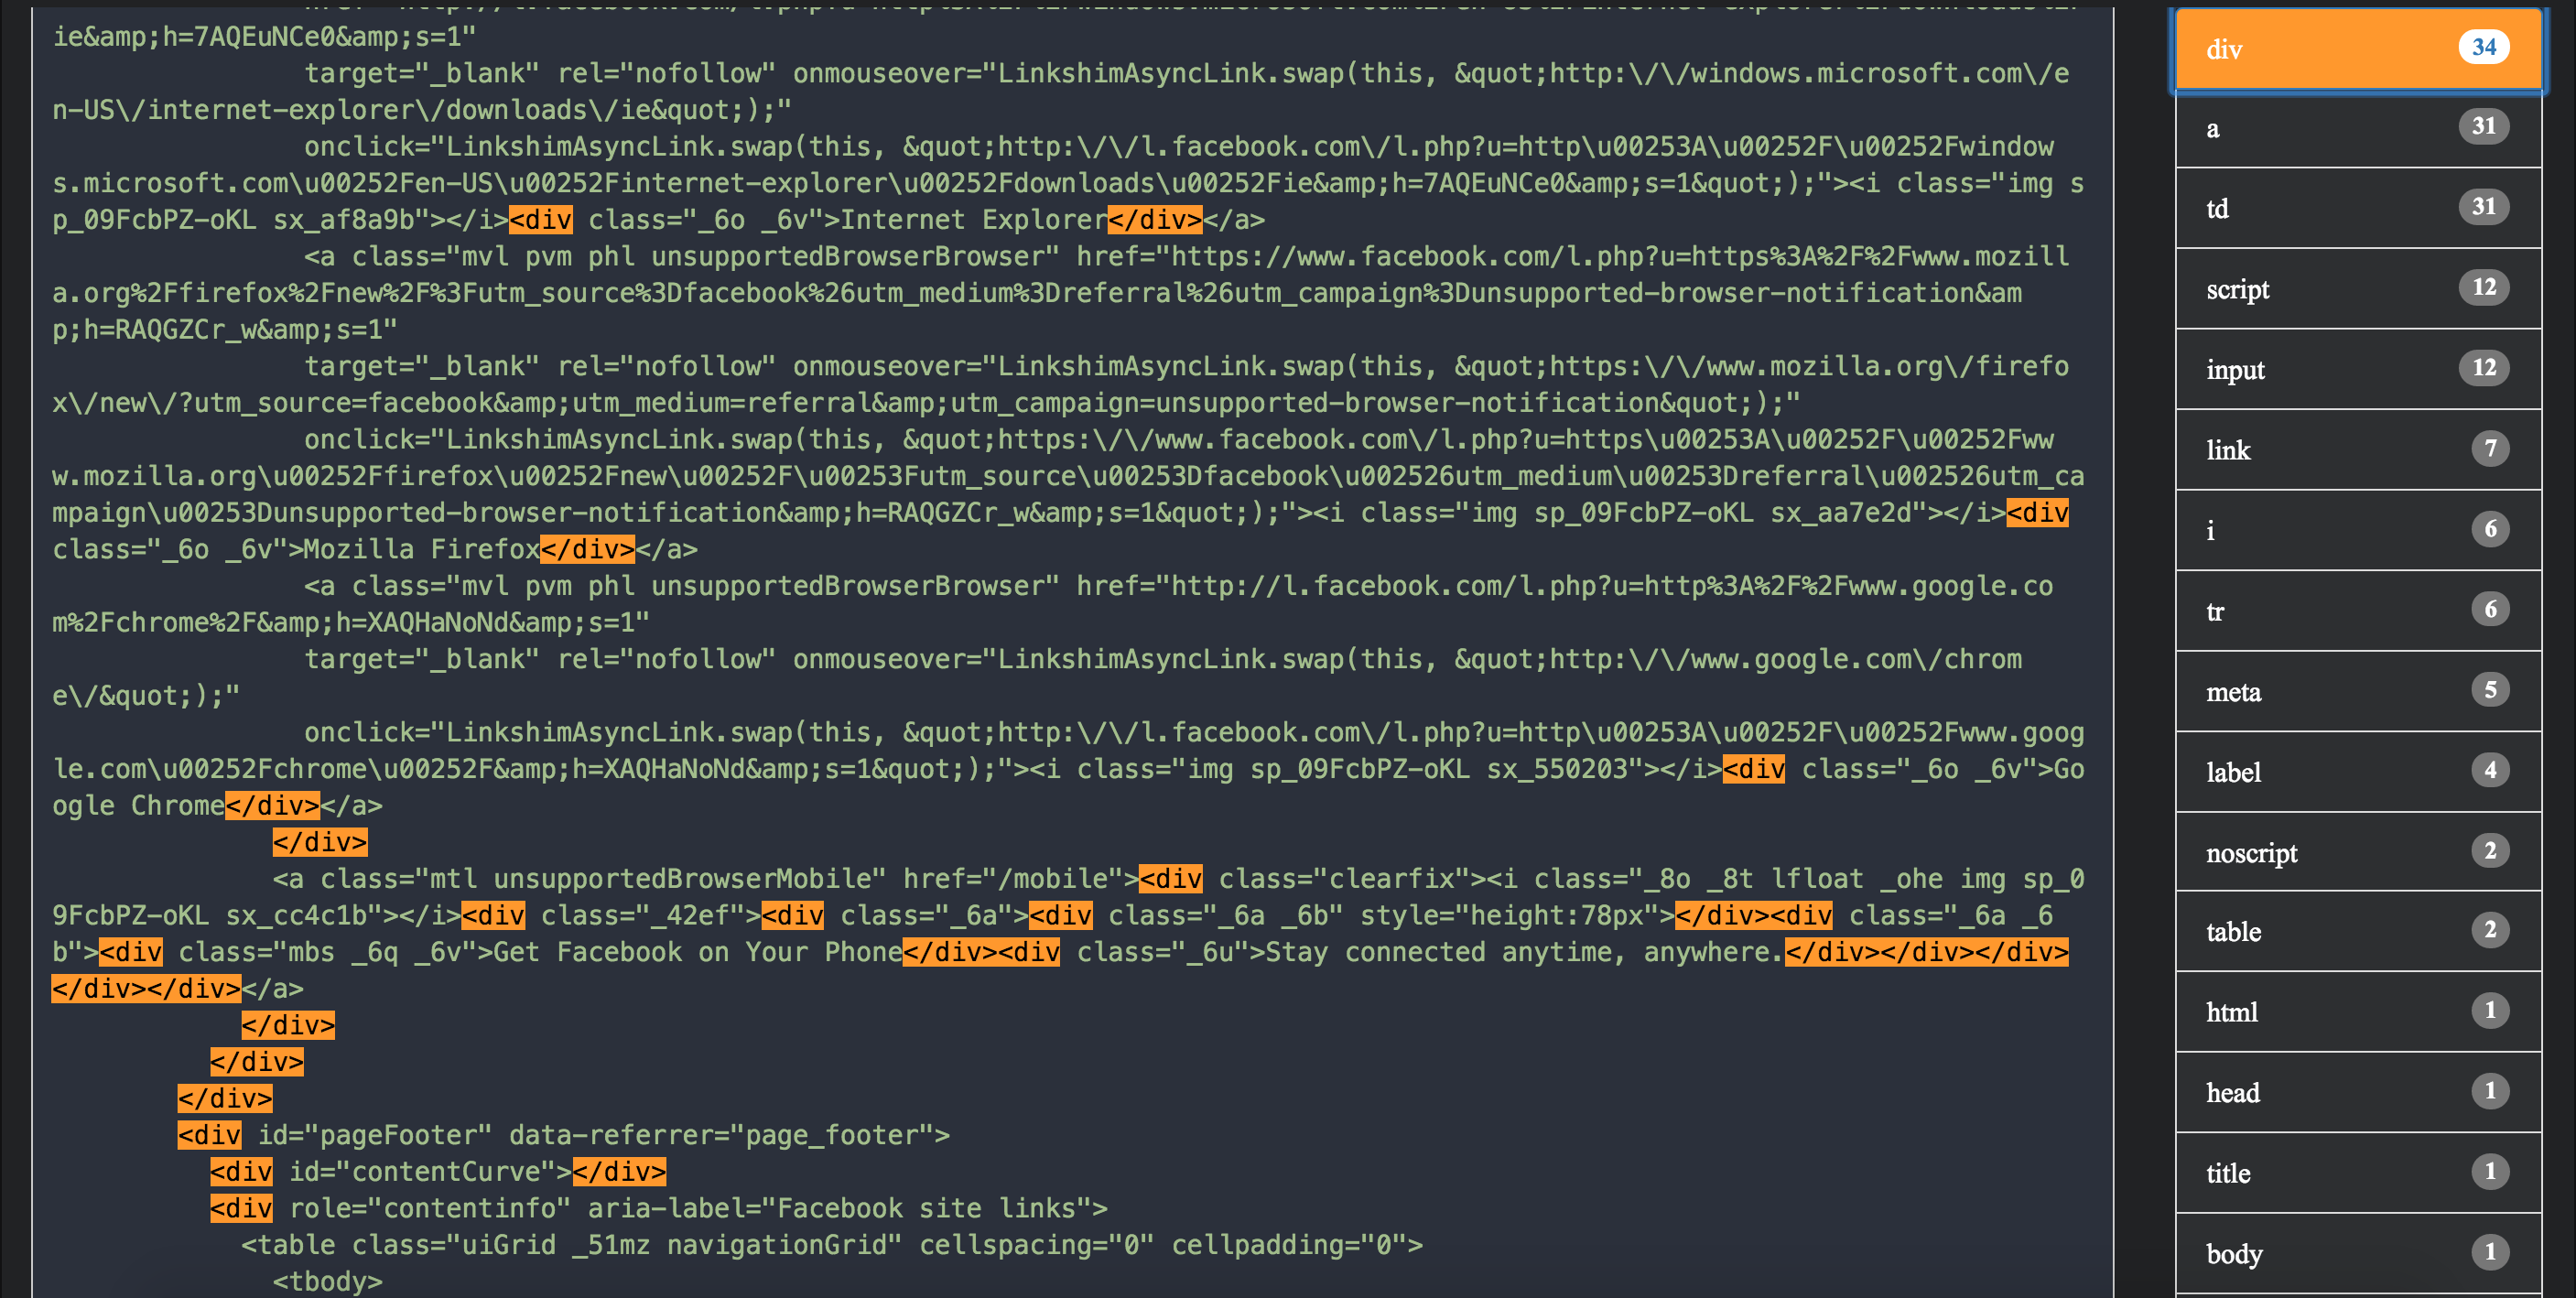 ie&amp;h=7AQEuNCe0&amp;s=1"
target="_blank" rel="nofollow" onmouseover="LinkshimAsyncLink.swap(this, &quot;http:\/\/windows.microsoft.com\/e
n-US\/internet-explorer\/downloads\/ie&quot;);"
onclick="LinkshimAsyncLink.swap(this, &quot;http:\/\/l.facebook.com\/l.php?u=http\u00253A\u00252F\u00252Fwindow
s.microsoft.com\u00252Fen-US\u00252Finternet-explorer\u00252Fdownloads\u00252Fie&amp;h=7AQEuNCe0&amp;s=1&quot;);"><i class="img s
p_09FcbPZ-oKL sx_af8a9b"></i><div class="_6o _6v">Internet Explorer</div></a>
<a class="mvl pvm phl unsupportedBrowserBrowser" href="https://www.facebook.com/l.php?u=https%3A%2F%2Fwww.mozill
a.org%2Ffirefox%2Fnew%2F%3Futm_source%3Dfacebook%26utm_medium%3Dreferral%26utm_campaign%3Dunsupported-browser-notification&am
p;h=RAQGZCr_w&amp;s=1"
target="_blank" rel="nofollow" onmouseover="LinkshimAsyncLink.swap(this, &quot;https:\/\/www.mozilla.org\/firefo
x\/new\/?utm_source=facebook&amp;utm_medium=referral&amp;utm_campaign=unsupported-browser-notification&quot;);"
onclick="LinkshimAsyncLink.swap(this, &quot;https:\/\/www.facebook.com\/l.php?u=https\u00253A\u00252F\u00252Fww
w.mozilla.org\u00252Ffirefox\u00252Fnew\u00252F\u00253Futm_source\u00253Dfacebook\u002526utm_medium\u00253Dreferral\u002526utm_ca
mpaign\u00253Dunsupported-browser-notification&amp;h=RAQGZCr_w&amp;s=1&quot;);"><i class="img sp_09FcbPZ-oKL sx_aa7e2d"></i><div
class="_6o _6v">Mozilla Firefox</div></a>
<a class="mvl pvm phl unsupportedBrowserBrowser" href="http://l.facebook.com/l.php?u=http%3A%2F%2Fwww.google.co
m%2Fchrome%2F&amp;h=XAQHaNoNd&amp;s=1"
target="_blank" rel="nofollow" onmouseover="LinkshimAsyncLink.swap(this, &quot;http:\/\/www.google.com\/chrom
e\/&quot;);"
onclick="LinkshimAsyncLink.swap(this, &quot;http:\/\/l.facebook.com\/l.php?u=http\u00253A\u00252F\u00252Fwww.goog
le.com\u00252Fchrome\u00252F&amp;h=XAQHaNoNd&amp;s=1&quot;);"><i class="img sp_09FcbPZ-oKL sx_550203"></i><div class="_6o _6v">Go
ogle Chrome</div></a>
</div>
<a class="mtl unsupportedBrowserMobile" href="/mobile"><div class="clearfix"><i class="_8o _8t lfloat _ohe img sp_0
9FcbPZ-oKL sx_cc4c1b"></i><div class="_42ef"><div class="_6a"><div class="_6a _6b" style="height:78px"></div><div class="_6a _6
b"><div class="mbs _6q _6v">Get Facebook on Your Phone</div><div class="_6u">Stay connected anytime, anywhere.</div></div></div>
</div></div></a>
</div>
</div>
</div>
<div id="pageFooter" data-referrer="page_footer">
<div id="contentCurve"></div>
<div role="contentinfo" aria-label="Facebook site links">
<table class="uiGrid _51mz navigationGrid" cellspacing="0" cellpadding="0">
<tbody>
div 34
a 31
td 31
script 12
input 12
link 7
i 6
tr 6
meta 5
label 4
noscript 2
table 2
html 1
head 1
title 1
body 1